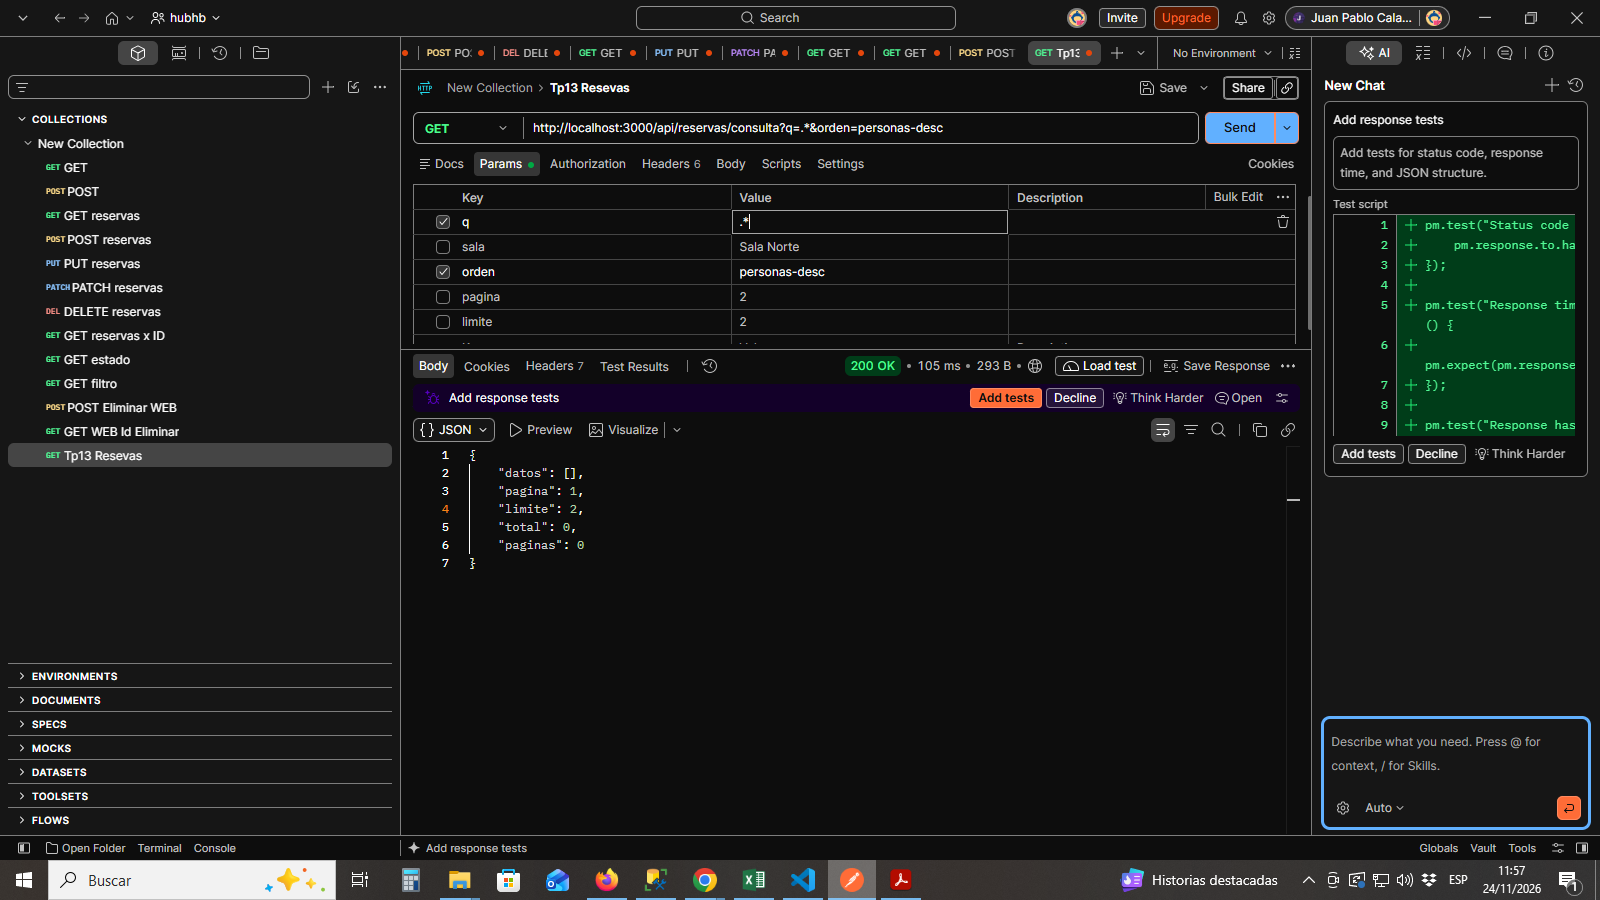 hubhb
Search
Invite
Upgrade
Juan Pablo Cala...
COLLECTIONS
New Collection
GET GET
POST POST
GET GET reservas
POST POST reservas
PUT PUT reservas
PATCH PATCH reservas
DEL DELETE reservas
GET GET reservas x ID
GET GET estado
GET GET filtro
POST POST Eliminar WEB
GET GET WEB Id Eliminar
GET Tp13 Resevas
ENVIRONMENTS
DOCUMENTS
SPECS
MOCKS
DATASETS
TOOLSETS
FLOWS
POST PO
DEL DELE
GET GET
PUT PUT
PATCH PA
GET GET
GET GET
POST POST
GET Tp13
No Environment
HTTP New Collection > Tp13 Resevas
Save
Share
GET
http://localhost:3000/api/reservas/consulta?q=.*&orden=personas-desc
Send
Docs
Params
Authorization
Headers 6
Body
Scripts
Settings
Cookies
Key
Value
Description
Bulk Edit
q .*
sala Sala Norte
orden personas-desc
pagina 2
limite 2
Body
Cookies
Headers 7
Test Results
200 OK • 105 ms • 293 B •
Load test
e.g. Save Response
Add response tests
Add tests
Decline
Think Harder
Open
{} JSON
Preview
Visualize
1 {
2 "datos": [],
3 "pagina": 1,
4 "limite": 2,
5 "total": 0,
6 "paginas": 0
7 }
AI
New Chat
Add response tests
Add tests for status code, response
time, and JSON structure.
Test script
1 + pm.test("Status code
2 + pm.response.to.ha
3 + });
4 +
5 + pm.test("Response tim
() {
6 +
pm.expect(pm.response
7 + });
8 +
9 + pm.test("Response has
Add tests
Decline
Think Harder
Describe what you need. Press @ for
context, / for Skills.
Auto
Open Folder
Terminal
Console
Add response tests
Globals
Vault
Tools
Buscar
Historias destacadas
ESP
11:57
24/11/2026
1